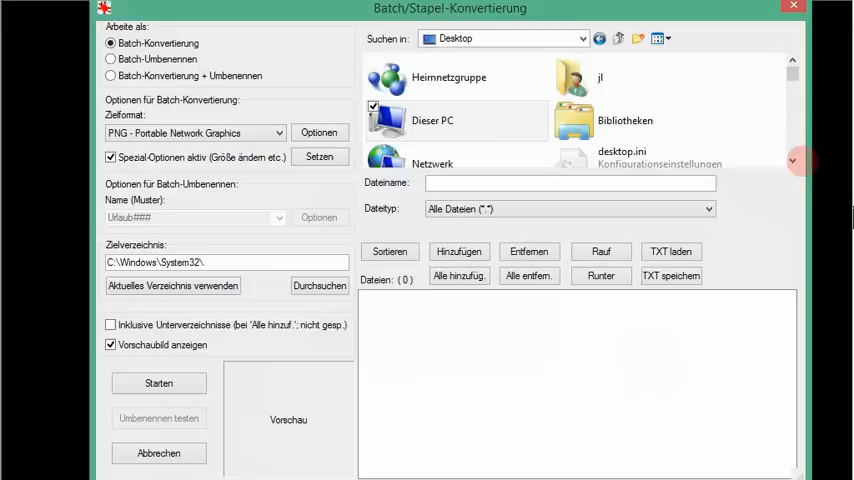 Batch/Stapel-Konvertierung
Arbeite als:
Batch-Konvertierung
Batch-Umbenennen
Batch-Konvertierung + Umbenennen
Optionen für Batch-Konvertierung:
Zielformat:
PNG - Portable Network Graphics
Optionen
Spezial-Optionen aktiv (Größe ändern etc.)
Setzen
Optionen für Batch-Umbenennen:
Name (Muster):
Urlaub###
Optionen
Zielverzeichnis:
C:\Windows\System32\
Aktuelles Verzeichnis verwenden
Durchsuchen
Inklusive Unterverzeichnisse (bei 'Alle hinzuf.'; nicht gesp.)
Vorschaubild anzeigen
Starten
Umbenennen testen
Abbrechen
Vorschau
Suchen in:
Desktop
Heimnetzgruppe
jl
Dieser PC
Bibliotheken
Netzwerk
desktop.ini
Konfigurationseinstellungen
Dateiname:
Dateityp:
Alle Dateien (*.*)
Sortieren
Hinzufügen
Entfernen
Rauf
TXT laden
Dateien: ( 0 )
Alle hinzufüg.
Alle entfern.
Runter
TXT speichern